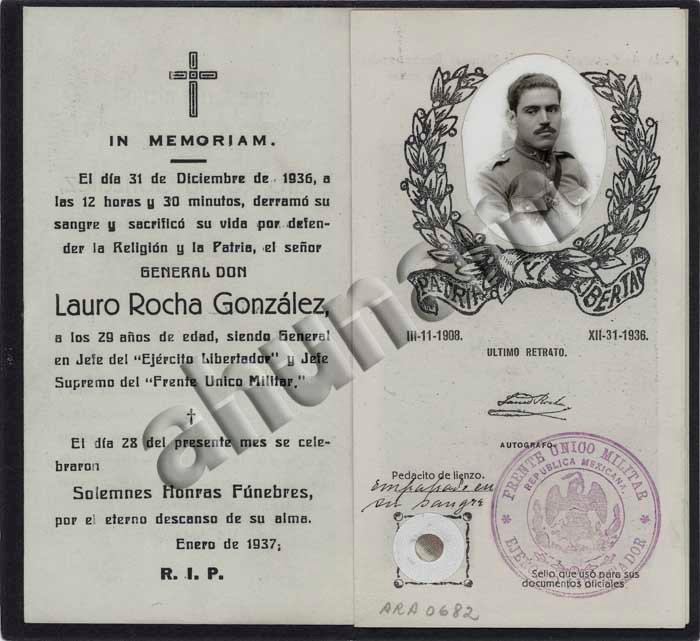 IN MEMORIAM.
El día 31 de Diciembre de 1936, a
las 12 horas y 30 minutos, derramó su
sangre y sacrificó su vida por defen-
der la Religión y la Patria, el señor
GENERAL DON
Lauro Rocha González,
a los 29 años de edad, siendo General
en Jefe del "Ejército Libertador" y Jefe
Supremo del "Frente Unico Militar."
El día 28 del presente mes se cele-
braron
Solemnes Honras Fúnebres,
por el eterno descanso de su alma.
Enero de 1937;
R. I. P.
PATRIA Y LIBERTAD
III-11-1908. XII-31-1936.
ULTIMO RETRATO.
Lauro Rocha
AUTOGRAFO
Pedacito de lienzo.
empapado en
su sangre
FRENTE UNICO MILITAR
REPUBLICA MEXICANA.
Sello que usó para sus
documentos oficiales
ARA 0682